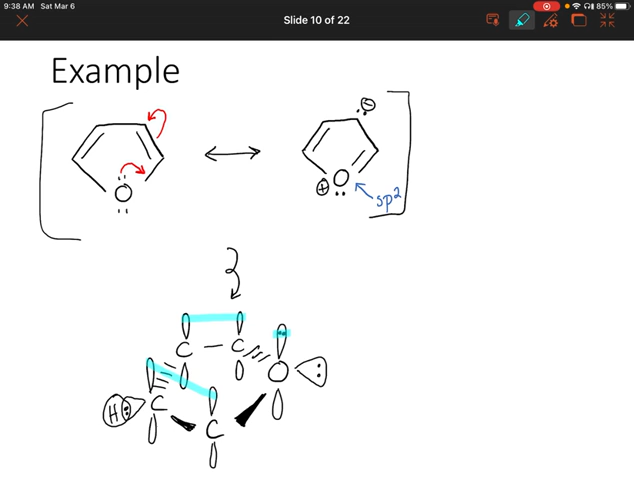 9:38 AM Sat Mar 6
85%
Slide 10 of 22
Example
O
⊖
O
⊕
sp²
C – C
O
H
C
C